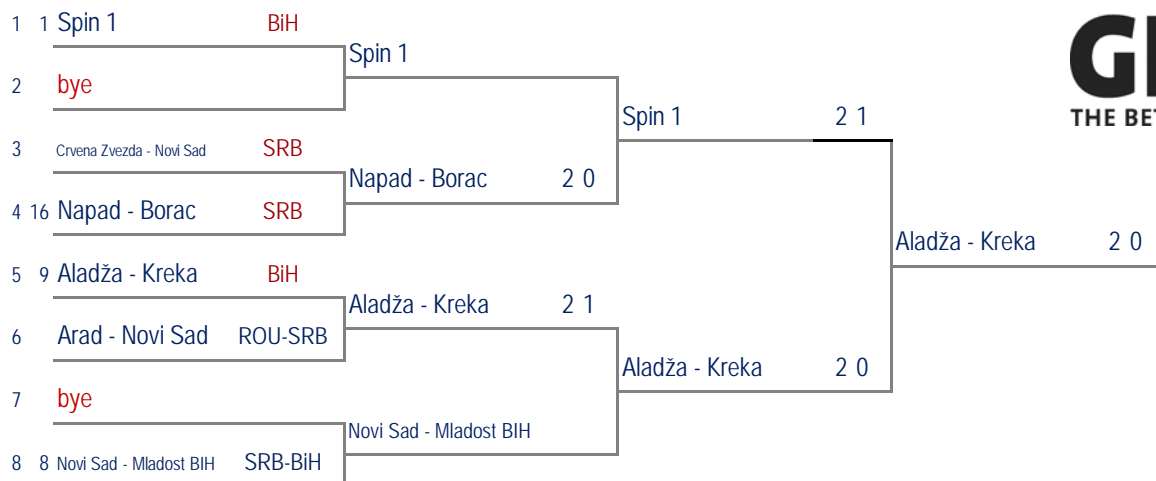 1 1 Spin 1 BiH
Spin 1
2 bye
Spin 1 2 1
3 Crvena Zvezda - Novi Sad SRB
Napad - Borac 2 0
4 16 Napad - Borac SRB
Aladža - Kreka 2 0
5 9 Aladža - Kreka BiH
Aladža - Kreka 2 1
6 Arad - Novi Sad ROU-SRB
Aladža - Kreka 2 0
7 bye
Novi Sad - Mladost BIH
8 8 Novi Sad - Mladost BIH SRB-BiH
THE